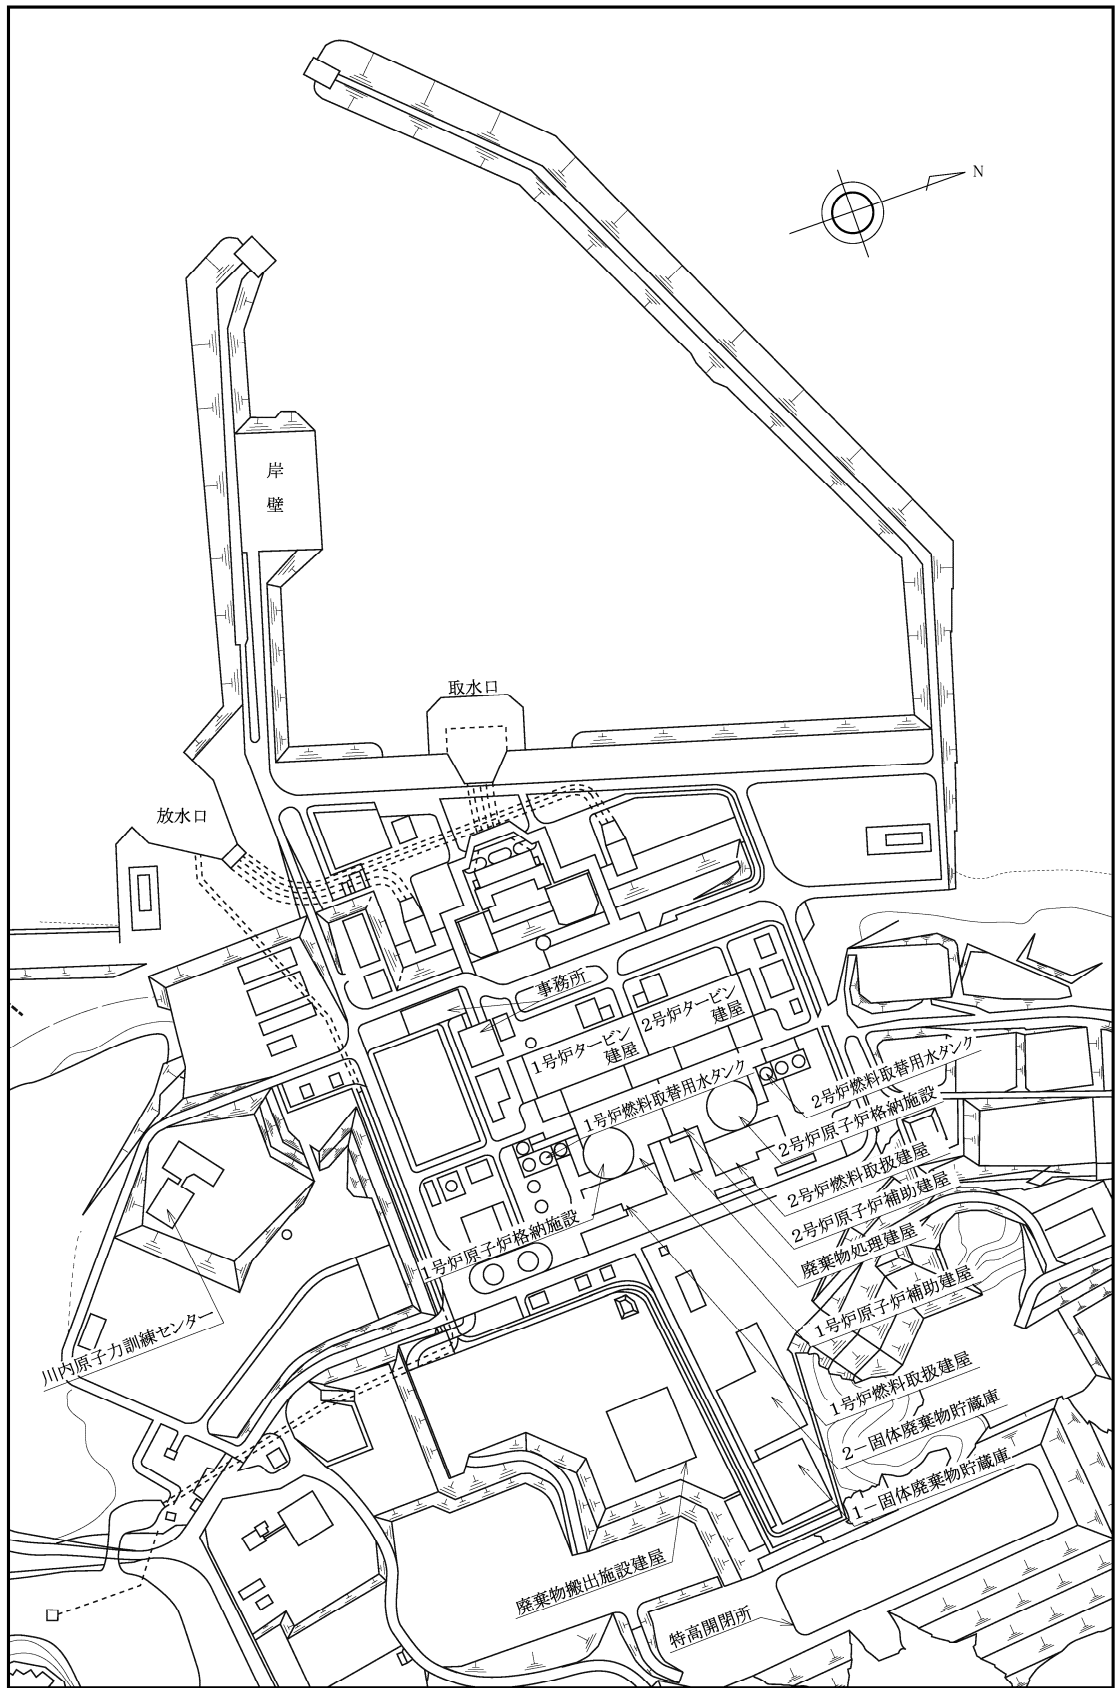 N
岸
壁
取水口
放水口
事務所
2号炉タービン
建屋
1号炉タービン
建屋
2号炉燃料取替用水タンク
1号炉燃料取替用水タンク
2号炉原子炉格納施設
2号炉燃料取扱建屋
2号炉原子炉補助建屋
1号炉原子炉格納施設
廃棄物処理建屋
1号炉原子炉補助建屋
川内原子力訓練センター
1号炉燃料取扱建屋
2－固体廃棄物貯蔵庫
1－固体廃棄物貯蔵庫
廃棄物搬出施設建屋
特高開閉所